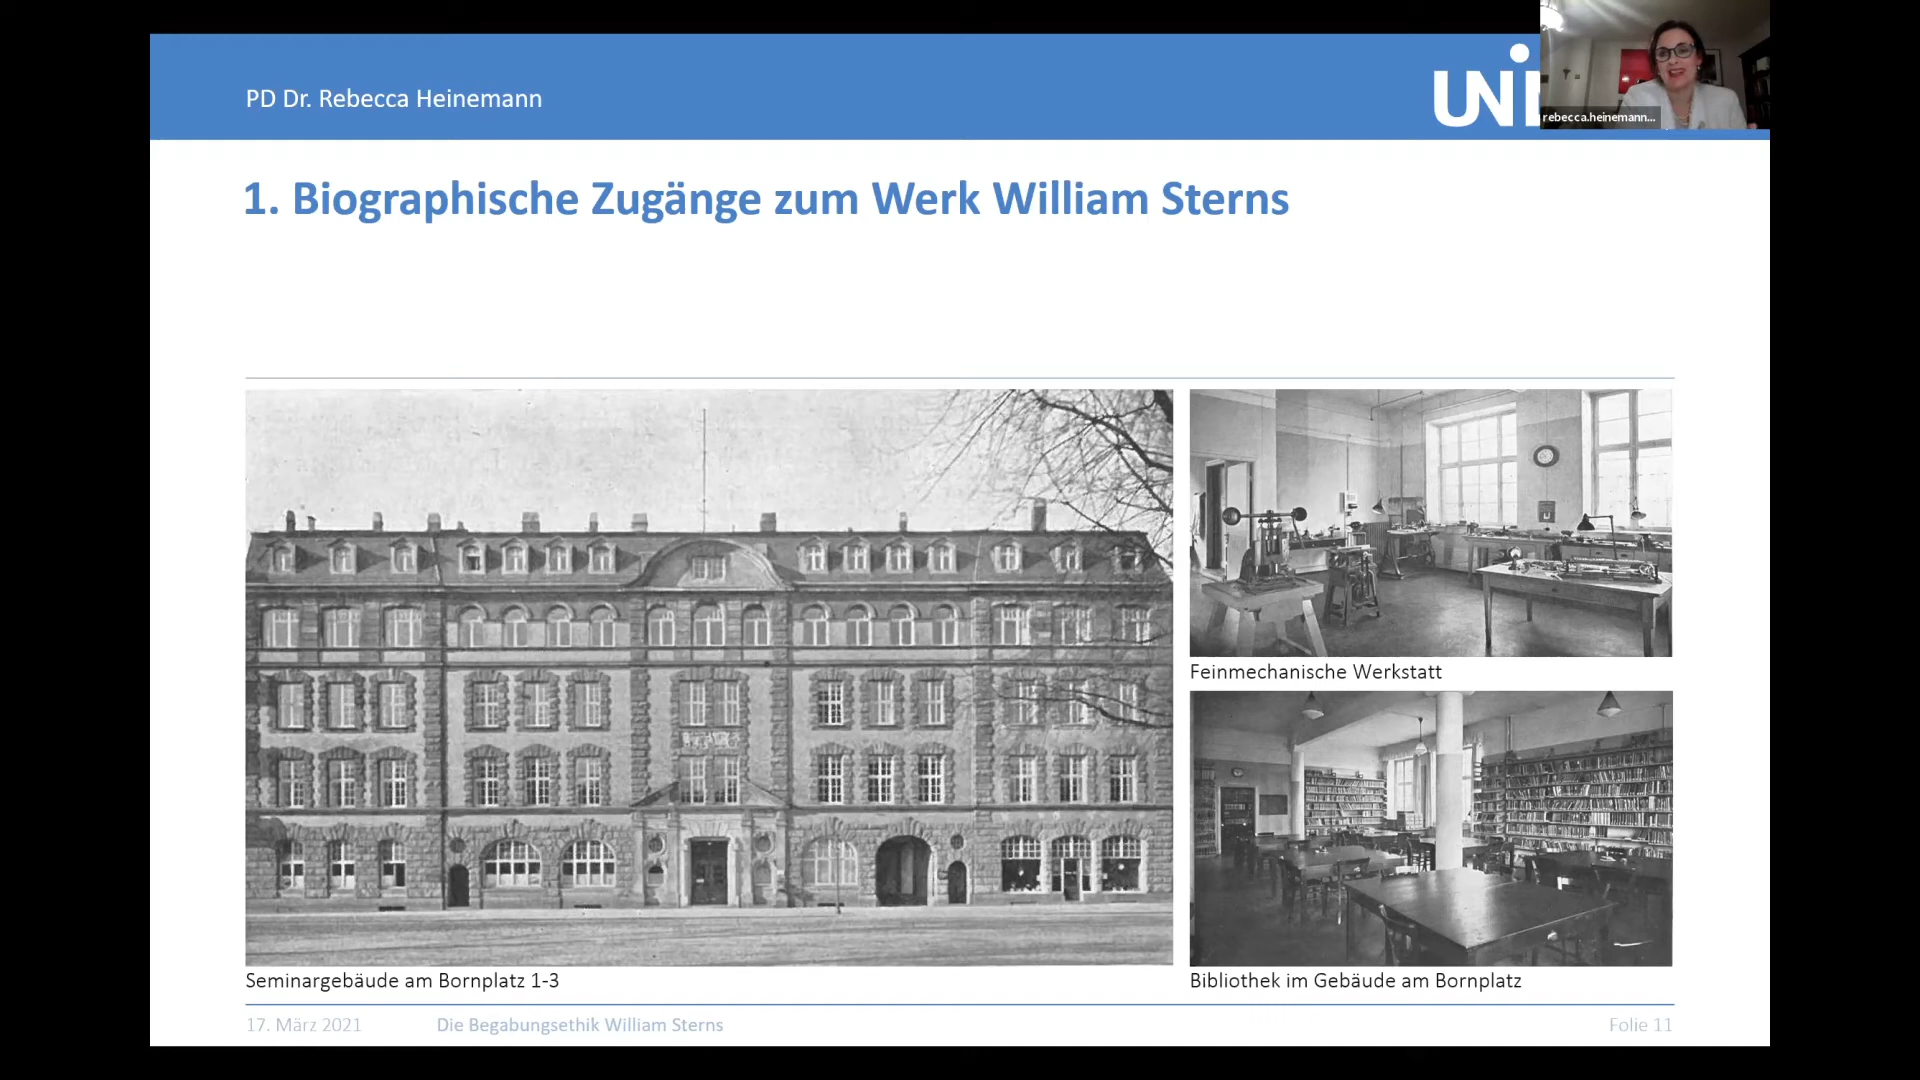 PD Dr. Rebecca Heinemann
UNI
rebecca.heinemann...
1. Biographische Zugänge zum Werk William Sterns
Feinmechanische Werkstatt
Seminargebäude am Bornplatz 1-3
Bibliothek im Gebäude am Bornplatz
17. März 2021
Die Begabungsethik William Sterns
Folie 11